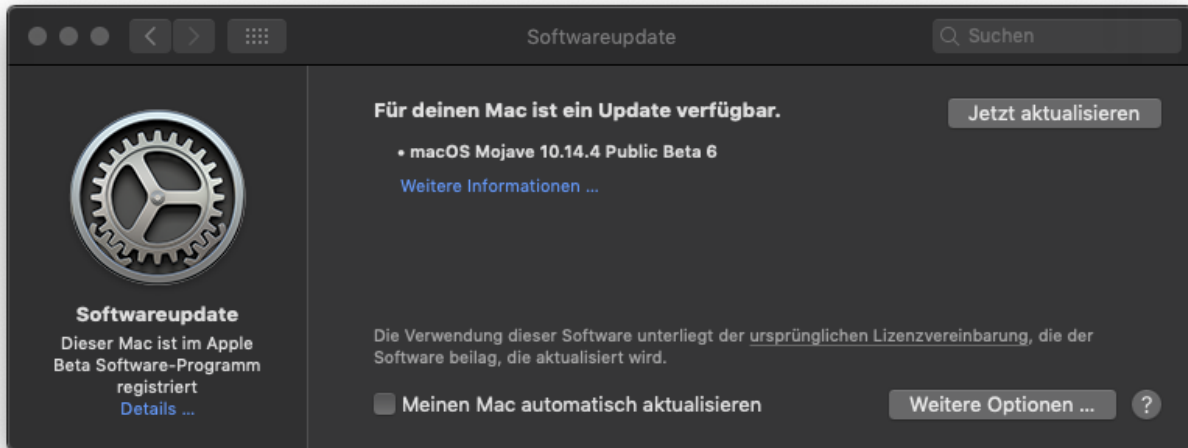 Softwareupdate
Suchen
Für deinen Mac ist ein Update verfügbar.
Jetzt aktualisieren
• macOS Mojave 10.14.4 Public Beta 6
Weitere Informationen ...
Softwareupdate
Dieser Mac ist im Apple
Beta Software-Programm
registriert
Details ...
Die Verwendung dieser Software unterliegt der ursprünglichen Lizenzvereinbarung, die der
Software beilag, die aktualisiert wird.
Meinen Mac automatisch aktualisieren
Weitere Optionen ...
?